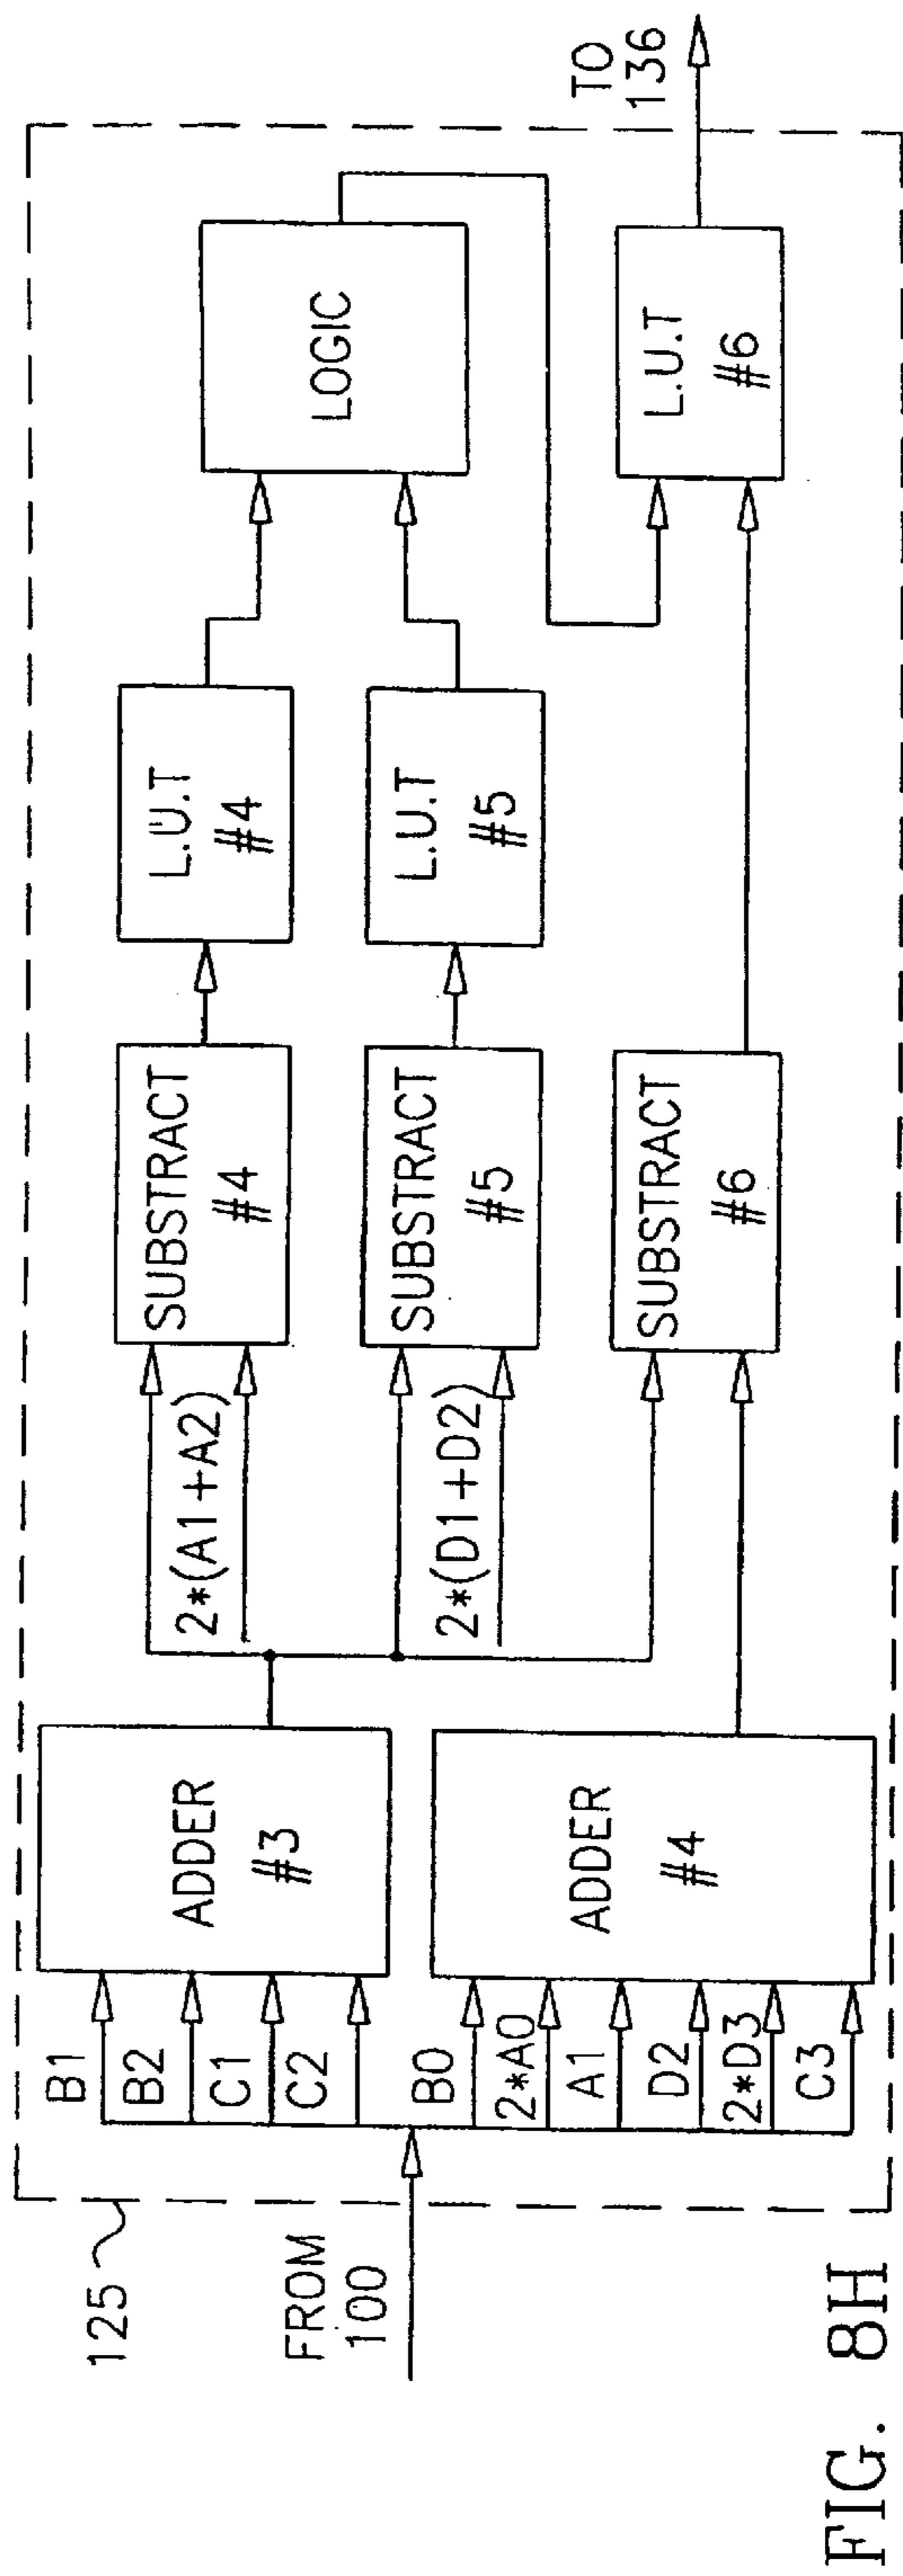 125
FROM
100
B1
B2
C1
C2
B0
2*A0
A1
D2
2*D3
C3
ADDER
#3
ADDER
#4
2*(A1+A2)
2*(D1+D2)
SUBSTRACT
#4
SUBSTRACT
#5
SUBSTRACT
#6
L.U.T
#4
L.U.T
#5
LOGIC
L.U.T
#6
TO
136
FIG. 8H